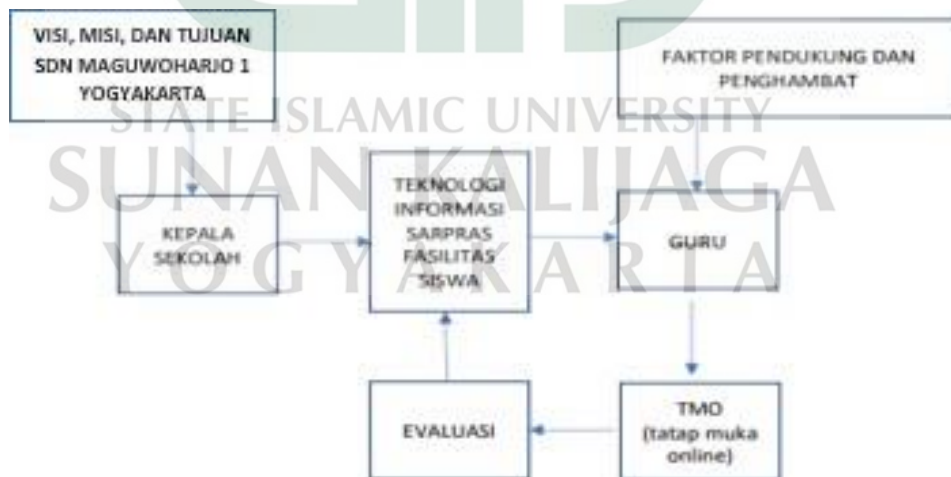 VISI, MISI, DAN TUJUAN
SDN MAGUWOHARJO 1
YOGYAKARTA
FAKTOR PENDUKUNG DAN
PENGHAMBAT
STATE ISLAMIC UNIVERSITY
SUNAN KALIJAGA
YOGYAKARTA
KEPALA
SEKOLAH
TEKNOLOGI
INFORMASI
SARPRAS
FASILITAS
SISWA
GURU
EVALUASI
TMO
(tatap muka
online)